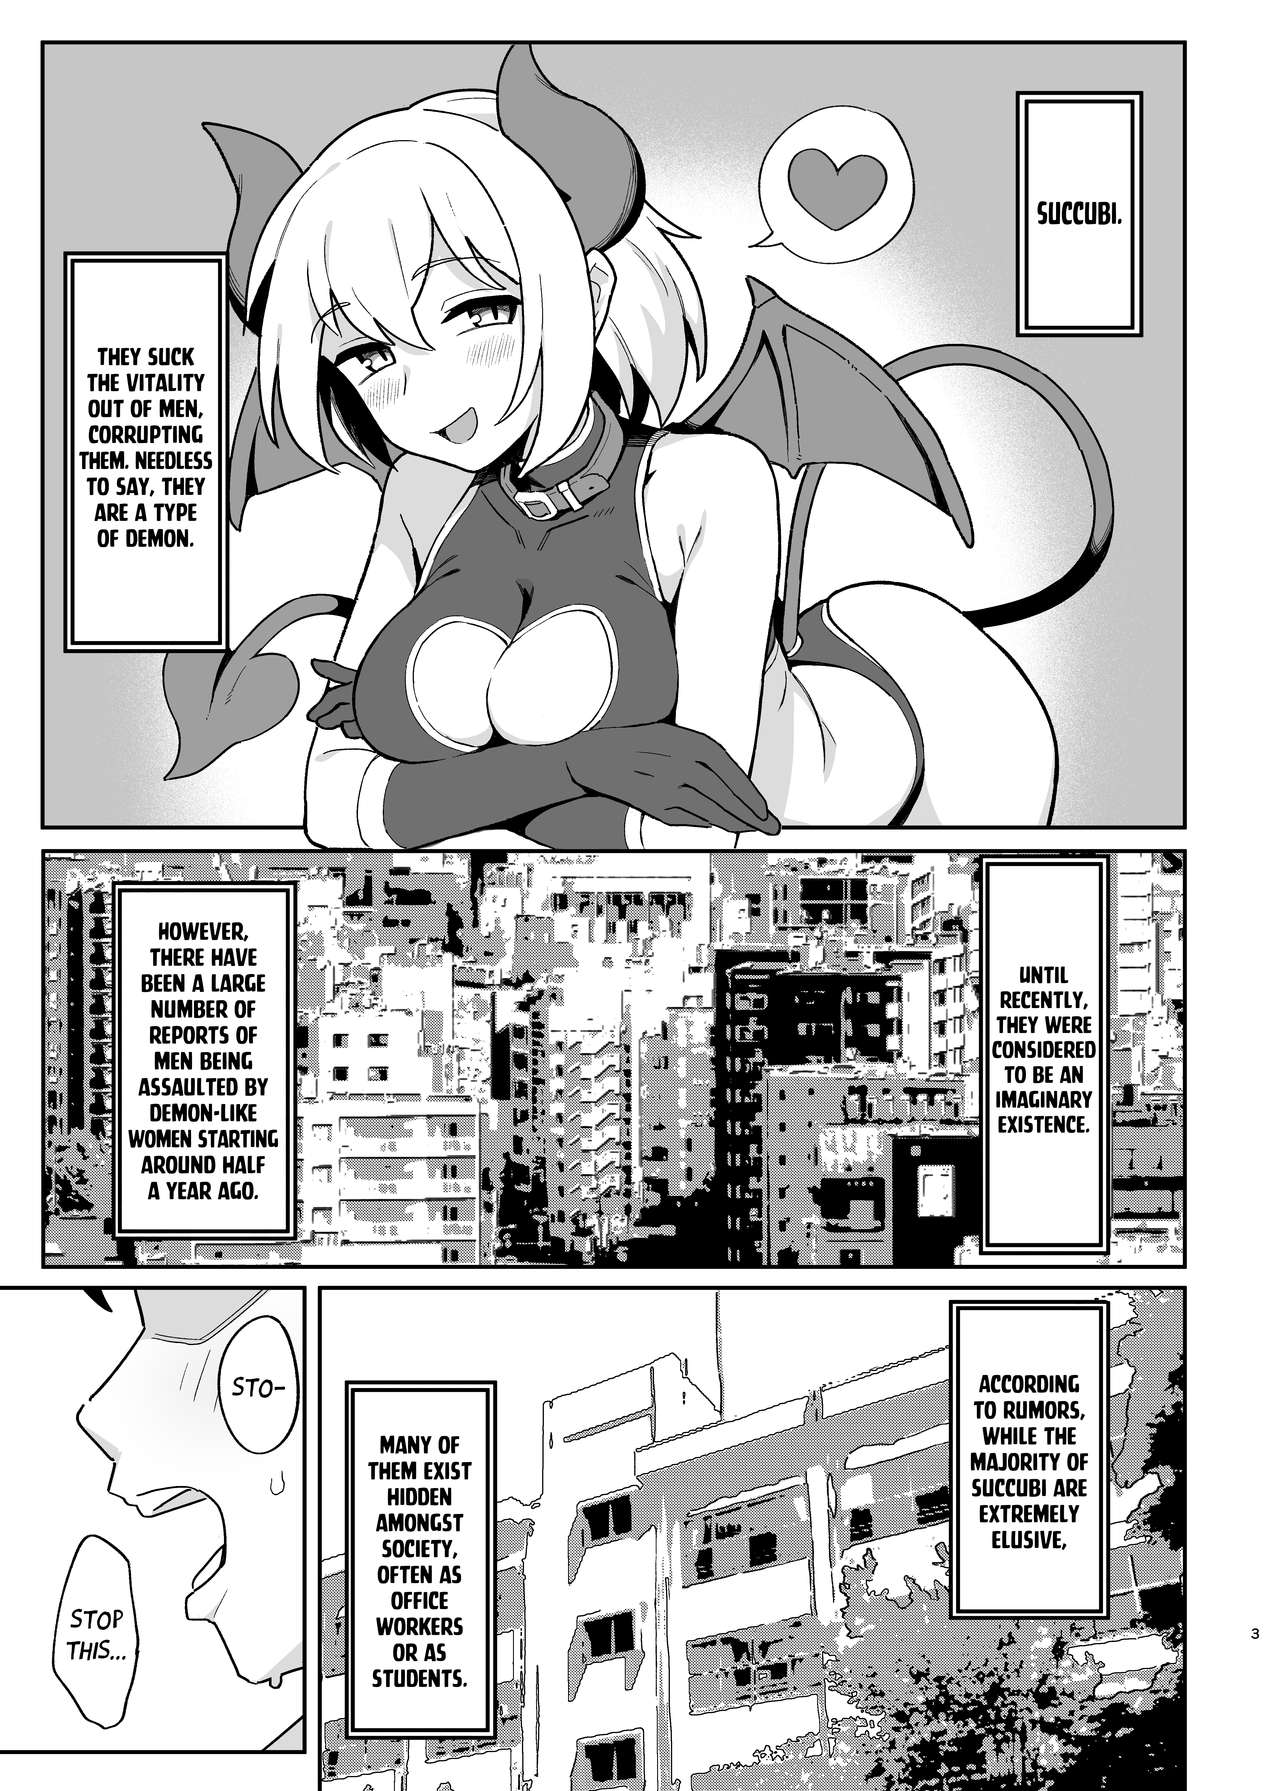 SUCCUBI.
THEY SUCK
THE VITALITY
OUT OF MEN,
CORRUPTING
THEM. NEEDLESS
TO SAY, THEY
ARE A TYPE
OF DEMON.
UNTIL
RECENTLY,
THEY WERE
CONSIDERED
TO BE AN
IMAGINARY
EXISTENCE.
HOWEVER,
THERE HAVE
BEEN A LARGE
NUMBER OF
REPORTS OF
MEN BEING
ASSAULTED BY
DEMON-LIKE
WOMEN STARTING
AROUND HALF
A YEAR AGO.
ACCORDING
TO RUMORS,
WHILE THE
MAJORITY OF
SUCCUBI ARE
EXTREMELY
ELUSIVE,
MANY OF
THEM EXIST
HIDDEN
AMONGST
SOCIETY,
OFTEN AS
OFFICE
WORKERS
OR AS
STUDENTS.
STO-
STOP
THIS...
3